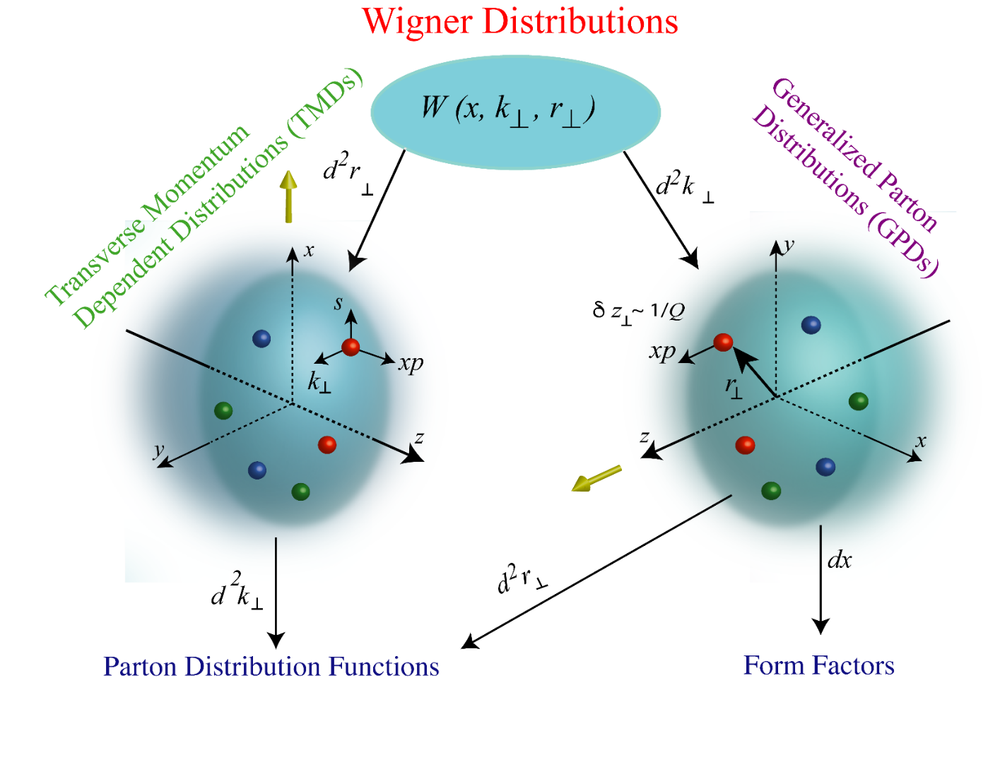 Wigner Distributions
W (x, k⊥, r⊥)
Transverse Momentum
Dependent Distributions (TMDs)
Generalized Parton
Distributions (GPDs)
d²r⊥
d²k⊥
x
s
k⊥
xp
y
z
y
δ z⊥~ 1/Q
xp
r⊥
z
x
d²k⊥
d²r⊥
dx
Parton Distribution Functions
Form Factors